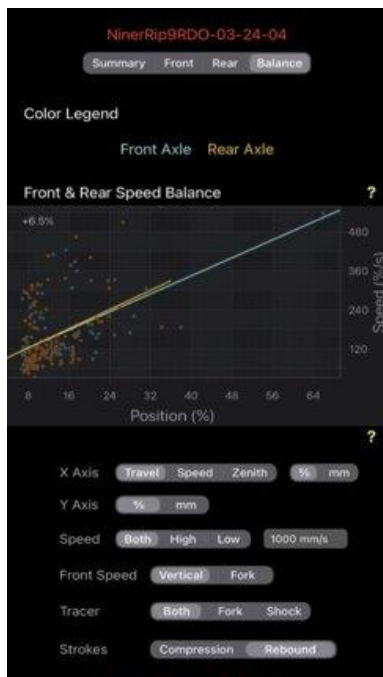 NinerRip9RDO-03-24-04
Summary Front Rear Balance
Color Legend
Front Axle Rear Axle
Front & Rear Speed Balance ?
+6.5%
480
360
240
120
Speed (%/s)
8 16 24 32 40 48 56 64
Position (%)
?
X Axis Travel Speed Zenith % mm
Y Axis % mm
Speed Both High Low 1000 mm/s
Front Speed Vertical Fork
Tracer Both Fork Shock
Strokes Compression Rebound